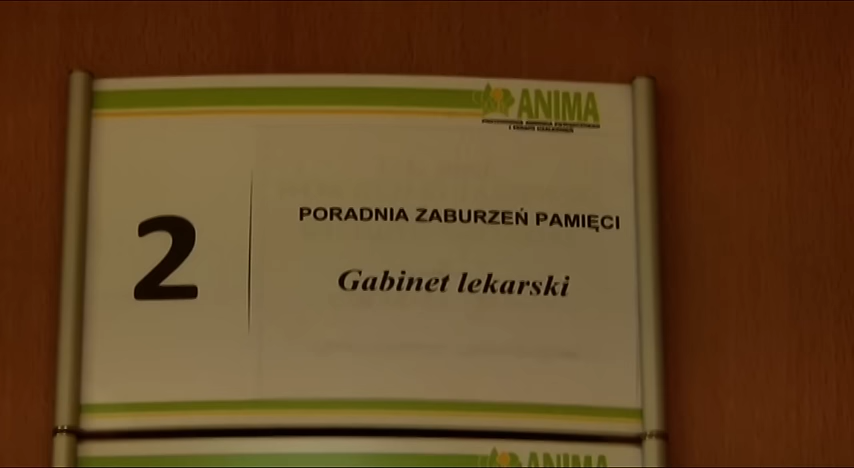 ANIMA
2
PORADNIA ZABURZEŃ PAMIĘCI
Gabinet lekarski
ANIMA